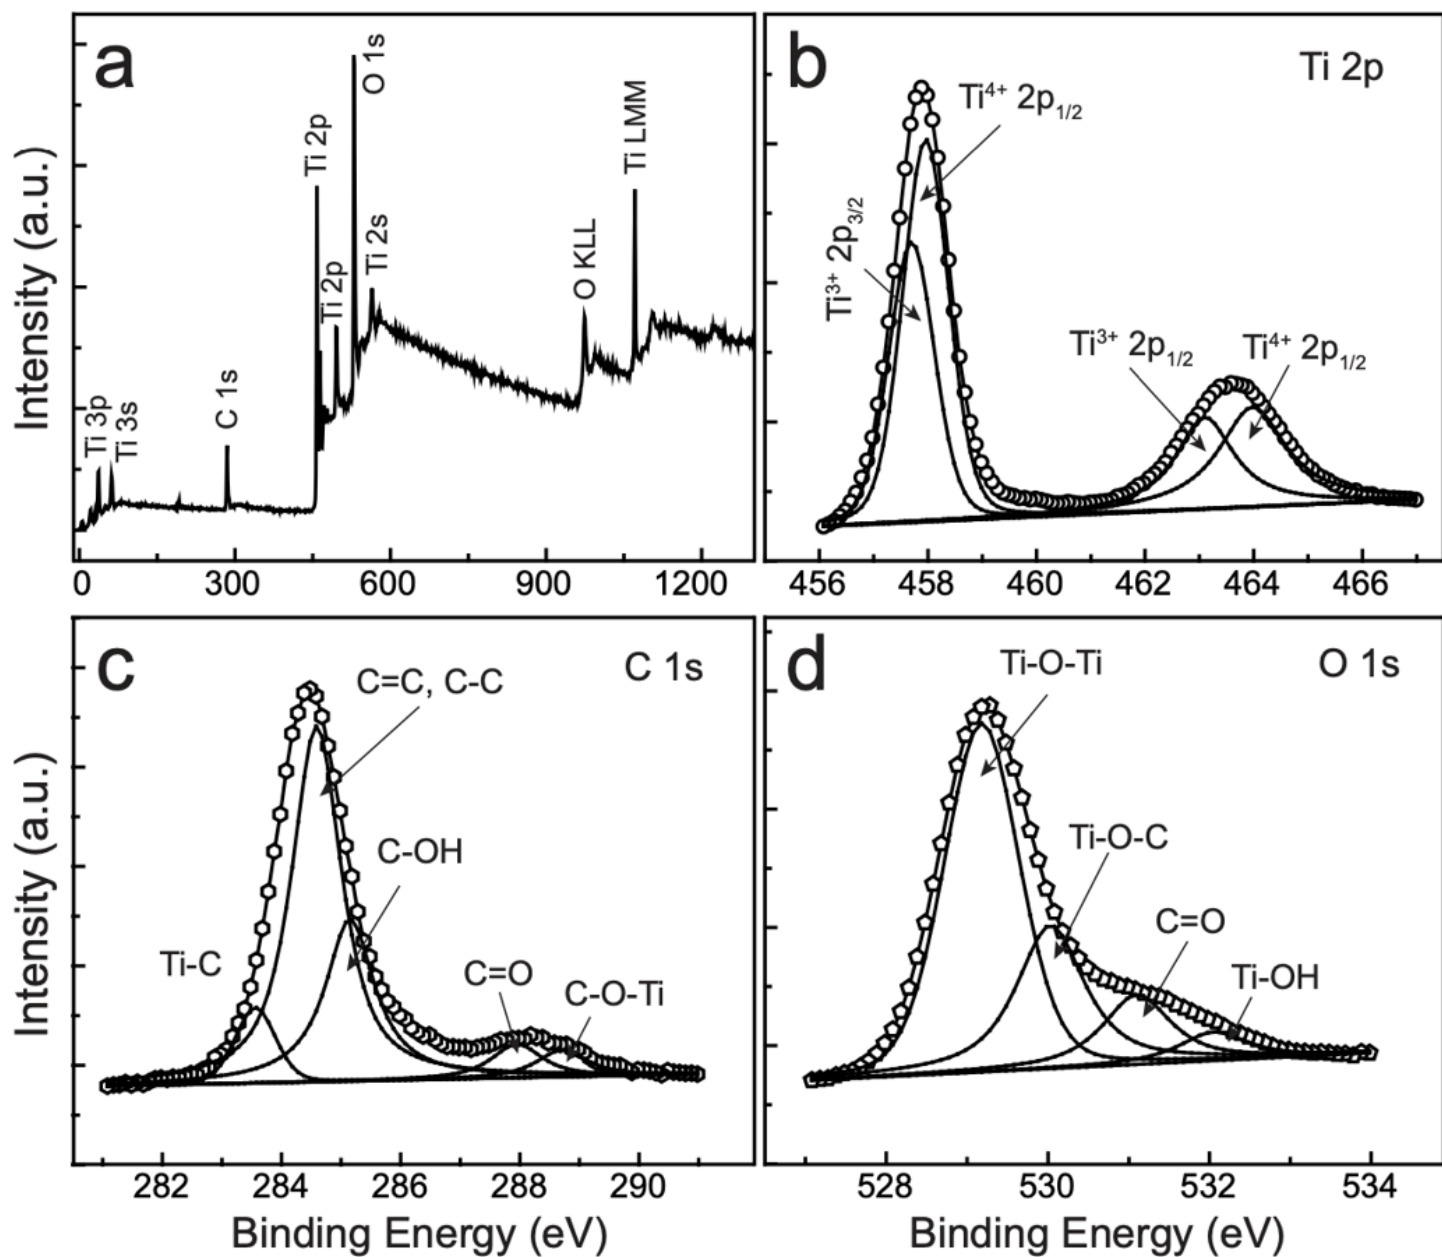 a
Intensity (a.u.)
Ti 3p
Ti 3s
C 1s
Ti 2p
Ti 2p
O 1s
Ti 2s
O KLL
Ti LMM
0 300 600 900 1200
b
Ti 2p
Ti⁴⁺ 2p₁/₂
Ti³⁺ 2p₃/₂
Ti³⁺ 2p₁/₂
Ti⁴⁺ 2p₁/₂
456 458 460 462 464 466
c
C 1s
Intensity (a.u.)
C=C, C-C
C-OH
Ti-C
C=O
C-O-Ti
282 284 286 288 290
Binding Energy (eV)
d
O 1s
Ti-O-Ti
Ti-O-C
C=O
Ti-OH
528 530 532 534
Binding Energy (eV)